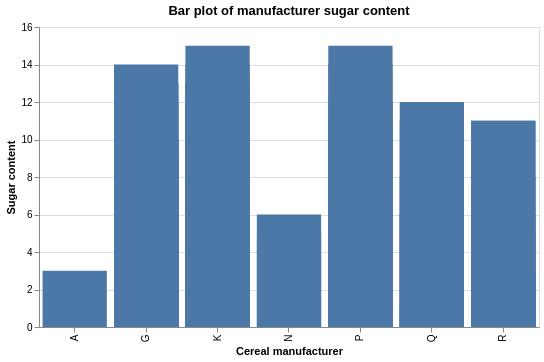 Bar plot of manufacturer sugar content
16
14
12
10
8
6
4
2
0
Sugar content
A G K N P Q R
Cereal manufacturer